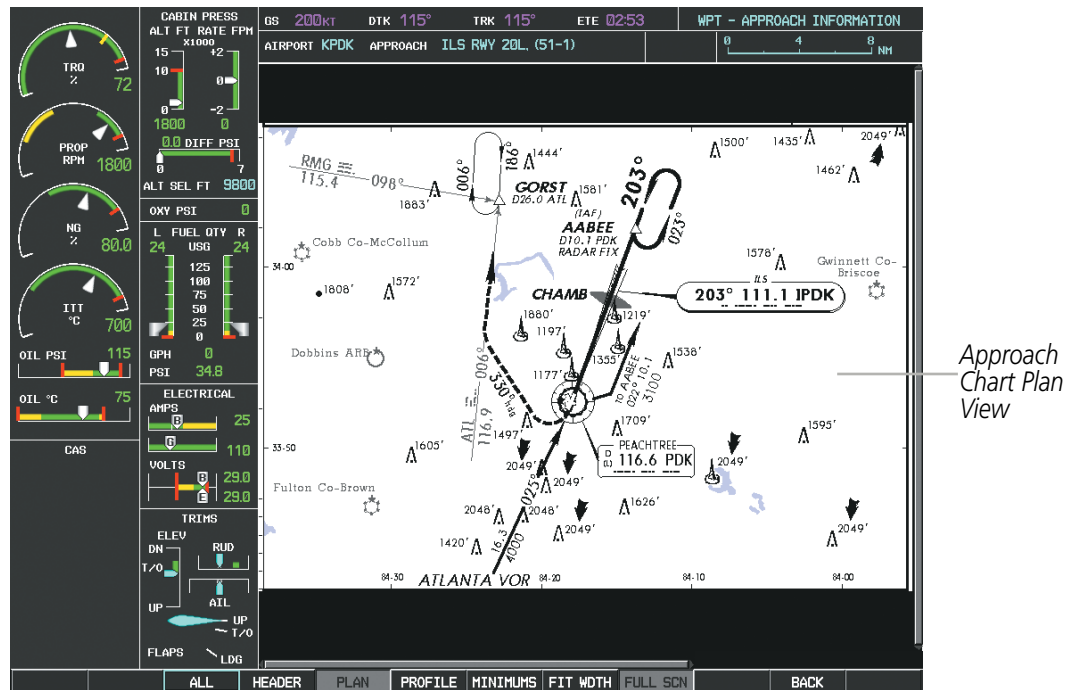 CABIN PRESS
ALT FT RATE FPM
X1000
15 +2
10 0
0 -2
1800 0
0.0 DIFF PSI
0 7
ALT SEL FT 9800
OXY PSI 0
L FUEL QTY R
24 USG 24
125
100
75
50
25
0
GPH 0
PSI 34.8
ELECTRICAL
AMPS
B 25
G 110
VOLTS
B 29.0
E 29.0
TRIMS
ELEV
DN RUD
T/O
AIL
UP
UP
T/O
FLAPS LDG
TRQ
%
72
PROP
RPM 1800
NG
% 80.0
ITT
°C 700
OIL PSI 115
OIL °C 75
CAS
GS 200KT DTK 115° TRK 115° ETE 02:53 WPT - APPROACH INFORMATION
AIRPORT KPDK APPROACH ILS RWY 20L, (51-1)
0 4 8 NM
RMG
115.4 098°
006° 186°
1444'
1883'
GORST
D26.0 ATL
1581'
(IAF)
AABEE
D10.1 PDK
RADAR FIX
203°
023°
1500'
1435'
2049'
1462'
1578'
Gwinnett Co-
Briscoe
Cobb Co-McCollum
34-00
1808'
1572'
CHAMB
ILS
203° 111.1 IPDK
1880'
1219'
1197'
1355'
1538'
1177'
Dobbins ARB
006°
330° hdg
ATL
116.9
TO AABEE
022° 10.1
3100
1709'
1595'
PEACHTREE
D
(L) 116.6 PDK
1497'
1605'
33-50
2049'
2049'
2049'
Fulton Co-Brown
025°
1626'
2048'
2048'
2049'
2049'
1420'
16.3
4000
ATLANTA VOR
84-30 84-20 84-10 84-00
ALL HEADER PLAN PROFILE MINIMUMS FIT WDTH FULL SCN BACK
Approach
Chart Plan
View